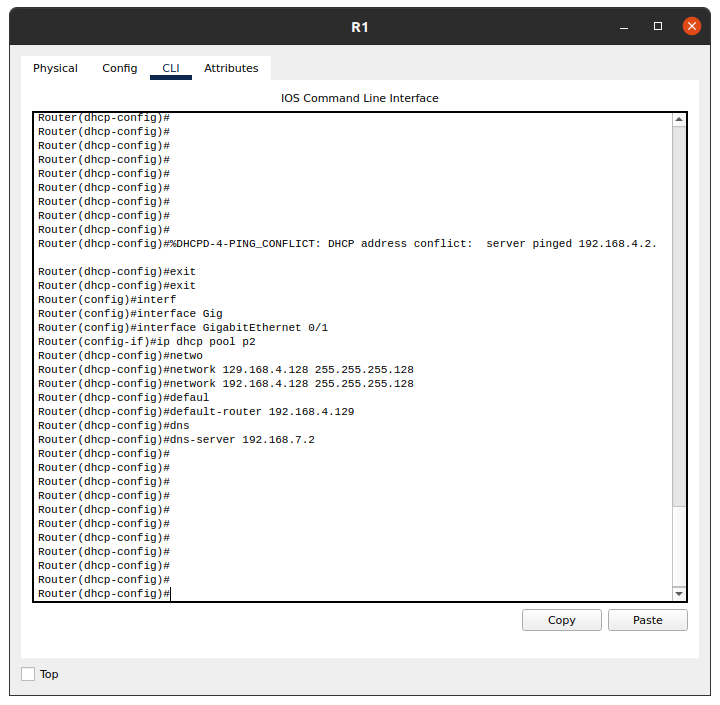 R1
Physical Config CLI Attributes
IOS Command Line Interface
Router(dhcp-config)#
Router(dhcp-config)#
Router(dhcp-config)#
Router(dhcp-config)#
Router(dhcp-config)#
Router(dhcp-config)#
Router(dhcp-config)#
Router(dhcp-config)#
Router(dhcp-config)#
Router(dhcp-config)#%DHCPD-4-PING_CONFLICT: DHCP address conflict:  server pinged 192.168.4.2.
Router(dhcp-config)#exit
Router(dhcp-config)#exit
Router(config)#interf
Router(config)#interface Gig
Router(config)#interface GigabitEthernet 0/1
Router(config-if)#ip dhcp pool p2
Router(dhcp-config)#netwo
Router(dhcp-config)#network 129.168.4.128 255.255.255.128
Router(dhcp-config)#network 192.168.4.128 255.255.255.128
Router(dhcp-config)#defaul
Router(dhcp-config)#default-router 192.168.4.129
Router(dhcp-config)#dns
Router(dhcp-config)#dns-server 192.168.7.2
Router(dhcp-config)#
Router(dhcp-config)#
Router(dhcp-config)#
Router(dhcp-config)#
Router(dhcp-config)#
Router(dhcp-config)#
Router(dhcp-config)#
Router(dhcp-config)#
Router(dhcp-config)#
Router(dhcp-config)#
Router(dhcp-config)#
Copy Paste
Top